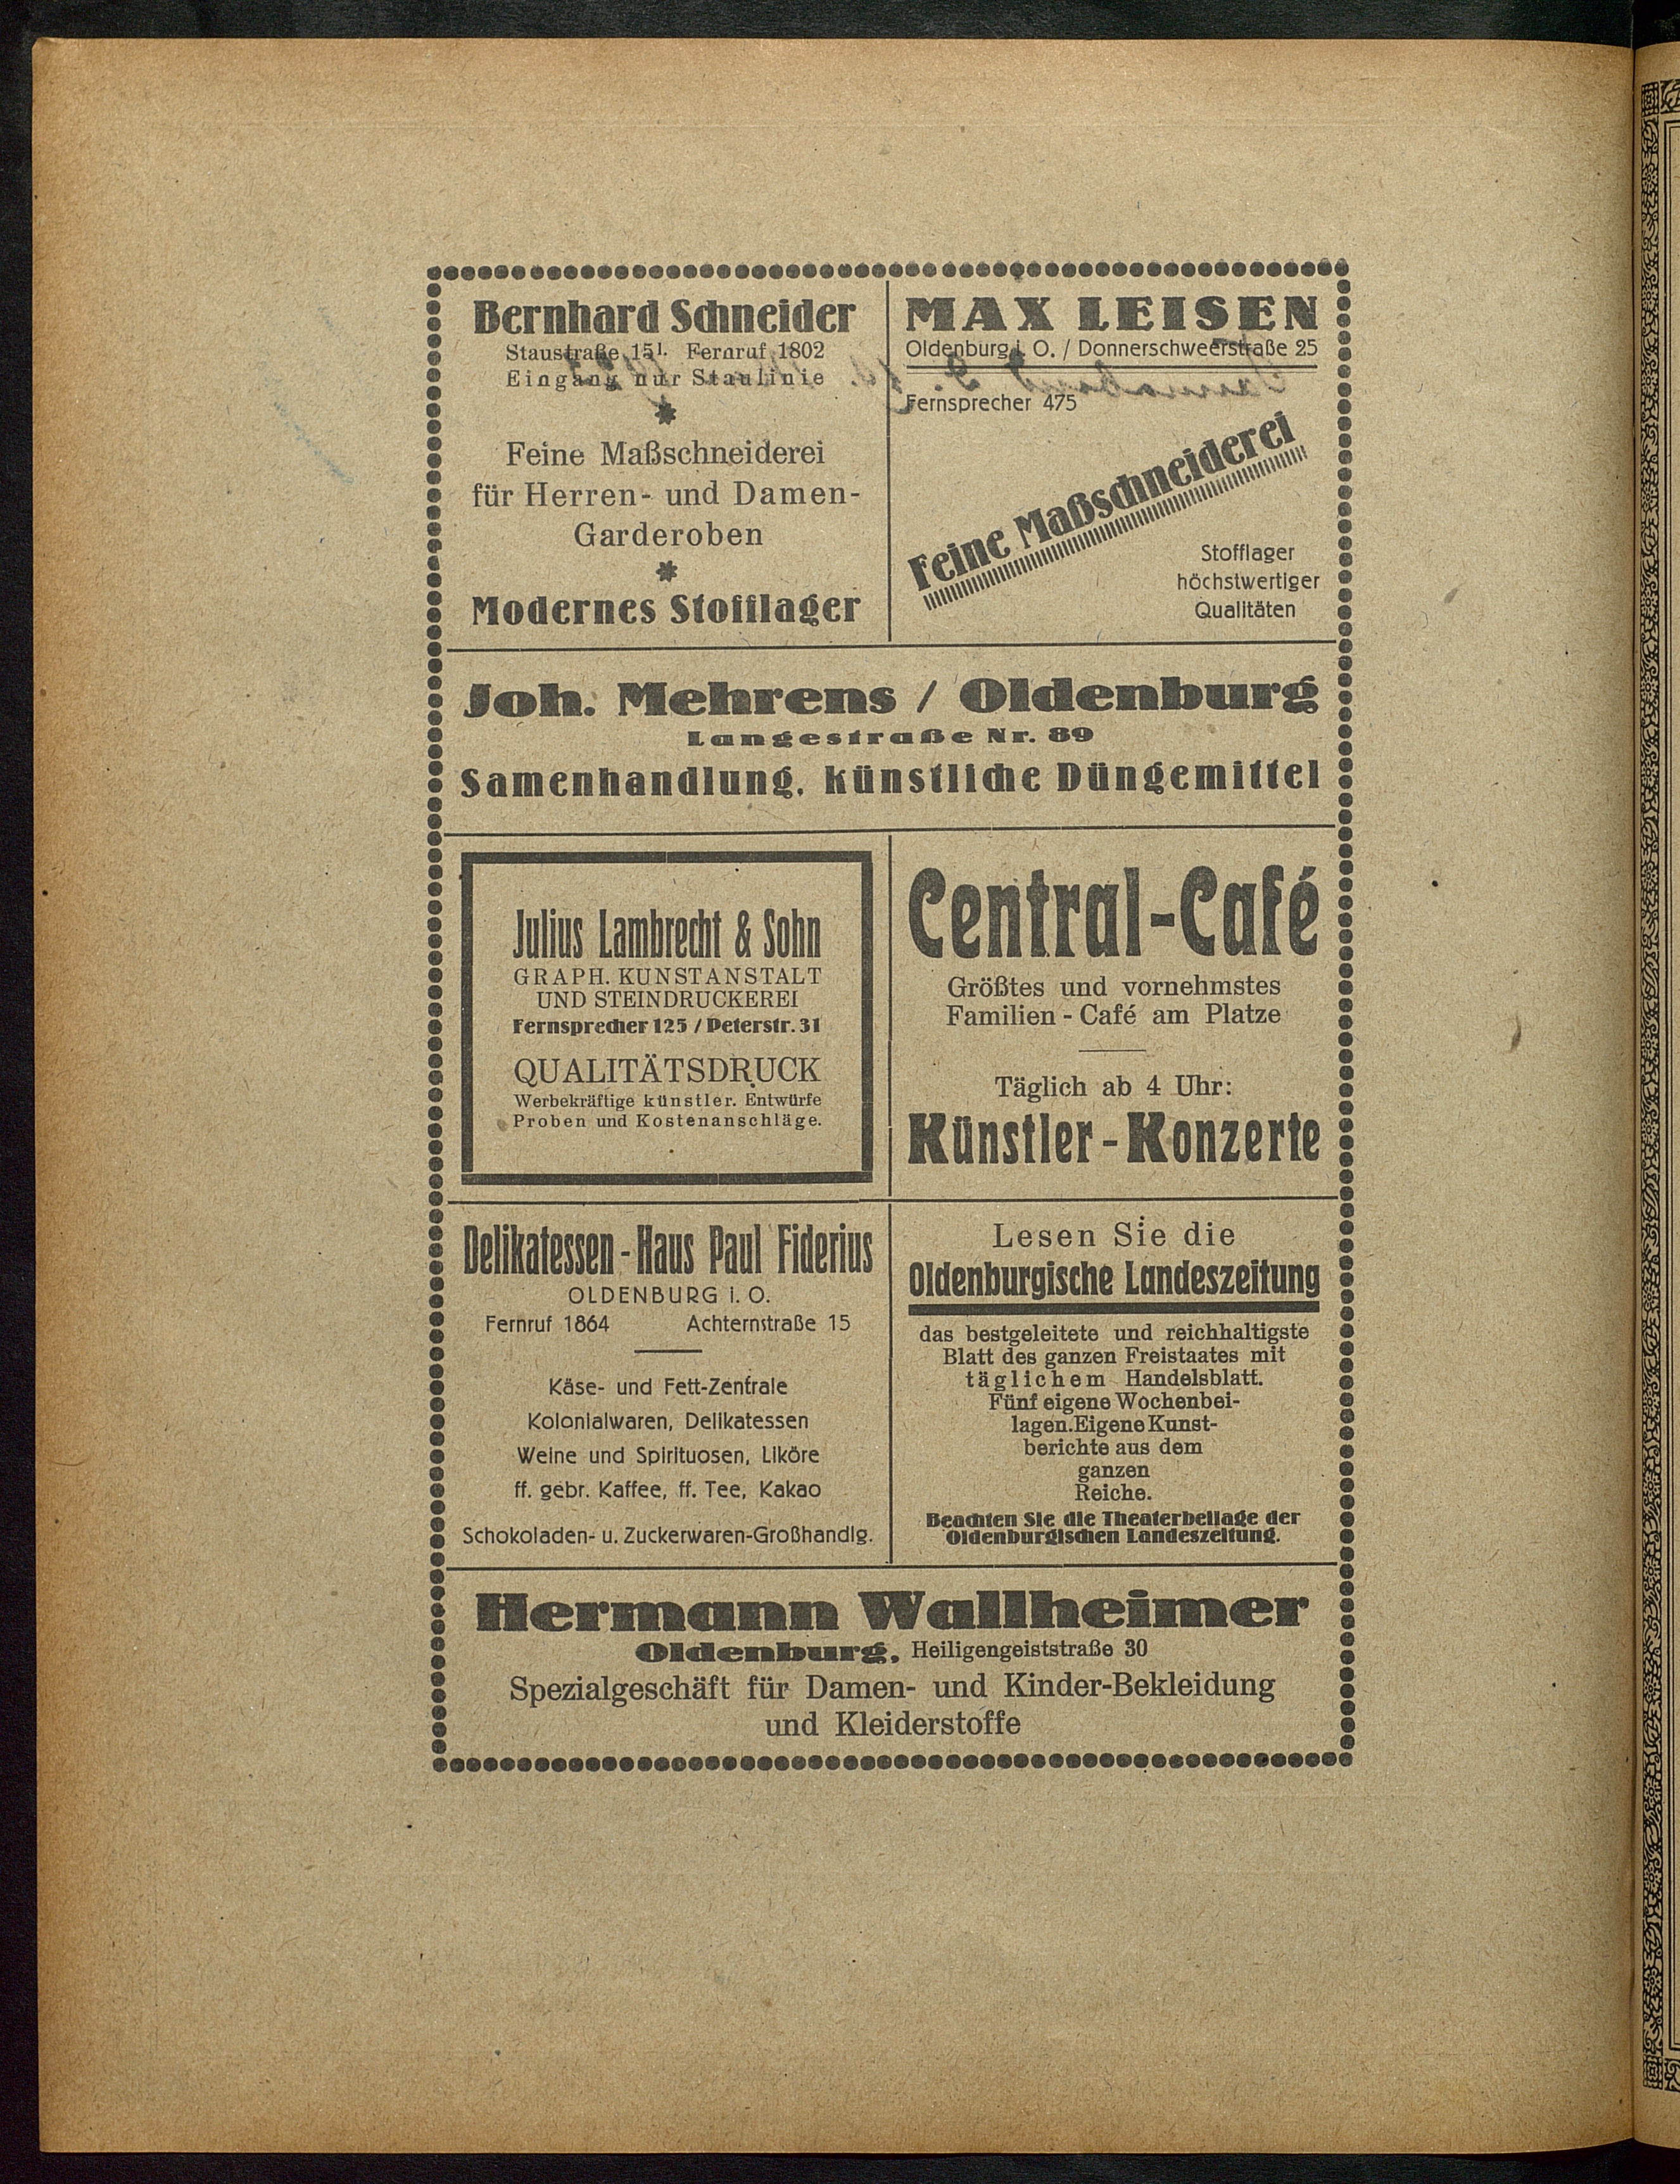 Bernhard Schneider
Staustraße 15I. Fernruf 1802
Eingang nur Staulinie
Feine Maßschneiderei
für Herren- und Damen-
Garderoben
Modernes Stofflager
MAX LEISEN
Oldenburg i. O. / Donnerschweerstraße 25
Fernsprecher 475
Feine Maßschneiderei
Stofflager
höchstwertiger
Qualitäten
Joh. Mehrens / Oldenburg
Langestraße Nr. 89
Samenhandlung, künstliche Düngemittel
Julius Lambrecht & Sohn
GRAPH. KUNSTANSTALT
UND STEINDRUCKEREI
Fernsprecher 125 / Peterstr. 31
QUALITÄTSDRUCK
Werbekräftige künstler. Entwürfe
Proben und Kostenanschläge.
Central-Café
Größtes und vornehmstes
Familien-Café am Platze
Täglich ab 4 Uhr:
Künstler-Konzerte
Delikatessen-Haus Paul Fiderius
OLDENBURG i. O.
Fernruf 1864 Achternstraße 15
Käse- und Fett-Zentrale
Kolonialwaren, Delikatessen
Weine und Spirituosen, Liköre
ff. gebr. Kaffee, ff. Tee, Kakao
Schokoladen- u. Zuckerwaren-Großhandlg.
Lesen Sie die
Oldenburgische Landeszeitung
das bestgeleitete und reichhaltigste
Blatt des ganzen Freistaates mit
täglichem Handelsblatt.
Fünf eigene Wochenbei-
lagen. Eigene Kunst-
berichte aus dem
ganzen
Reiche.
Beachten Sie die Theaterbeilage der
Oldenburgischen Landeszeitung.
Hermann Wallheimer
Oldenburg, Heiligengeiststraße 30
Spezialgeschäft für Damen- und Kinder-Bekleidung
und Kleiderstoffe